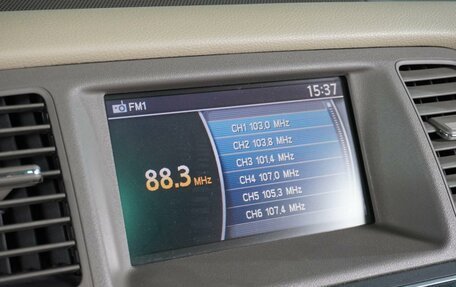 FM1
15:37
88.3 MHz
CH1 103,0 MHz
CH2 103,8 MHz
CH3 101,4 MHz
CH4 107,0 MHz
CH5 105,3 MHz
CH6 107,4 MHz